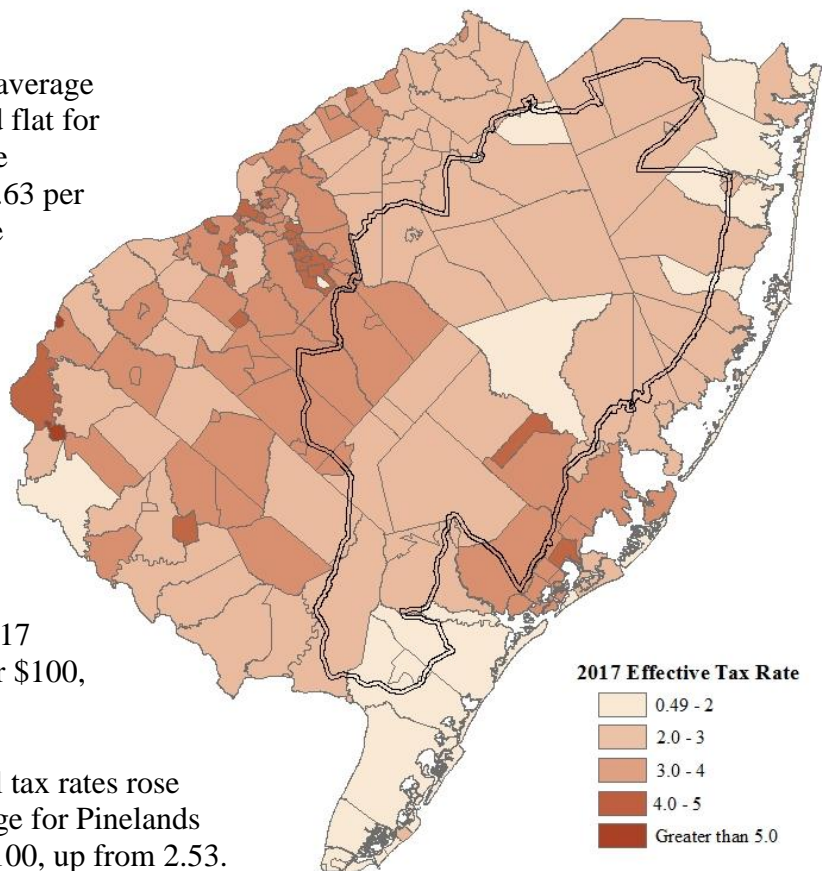 average
flat for
.63 per
17
r $100,
tax rates rose
ge for Pinelands
100, up from 2.53.
2017 Effective Tax Rate
0.49 - 2
2.0 - 3
3.0 - 4
4.0 - 5
Greater than 5.0